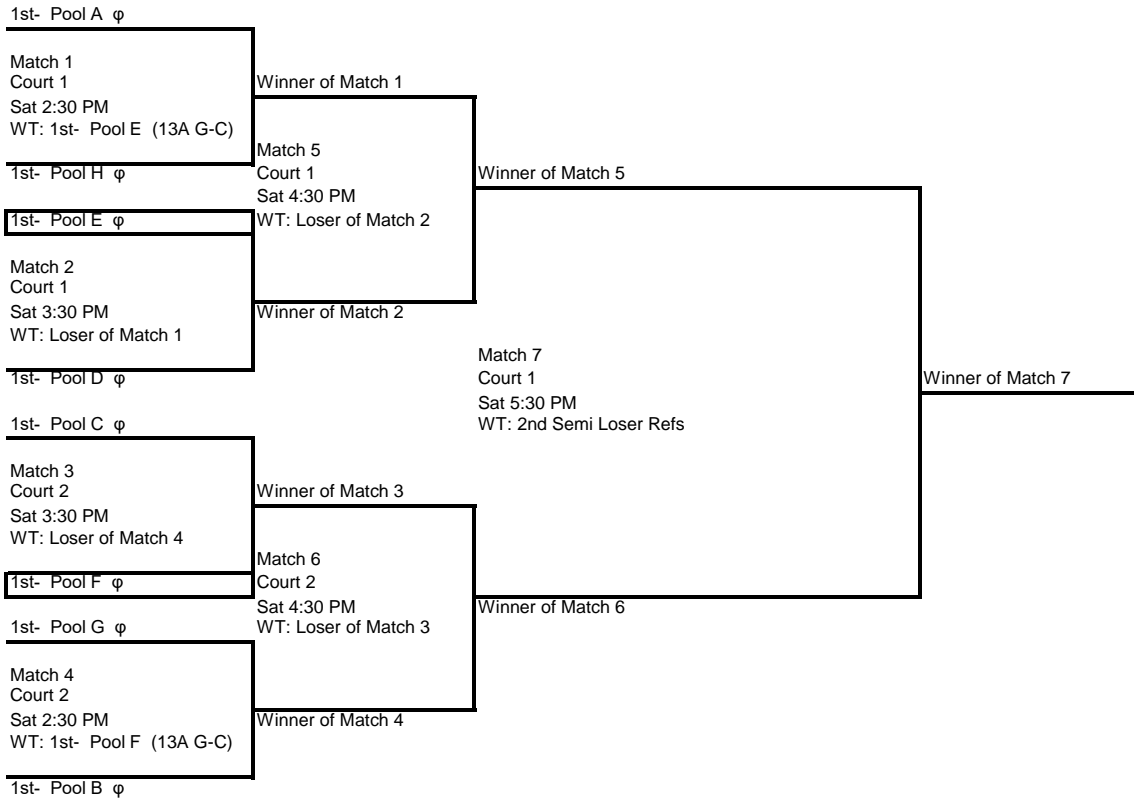 1st- Pool A φ
Match 1
Court 1
Sat 2:30 PM
WT: 1st- Pool E (13A G-C)
1st- Pool H φ
1st- Pool E φ
Match 2
Court 1
Sat 3:30 PM
WT: Loser of Match 1
1st- Pool D φ
1st- Pool C φ
Match 3
Court 2
Sat 3:30 PM
WT: Loser of Match 4
1st- Pool F φ
1st- Pool G φ
Match 4
Court 2
Sat 2:30 PM
WT: 1st- Pool F (13A G-C)
1st- Pool B φ
Winner of Match 1
Match 5
Court 1
Sat 4:30 PM
WT: Loser of Match 2
Winner of Match 2
Winner of Match 3
Match 6
Court 2
Sat 4:30 PM
WT: Loser of Match 3
Winner of Match 4
Winner of Match 5
Match 7
Court 1
Sat 5:30 PM
WT: 2nd Semi Loser Refs
Winner of Match 6
Winner of Match 7